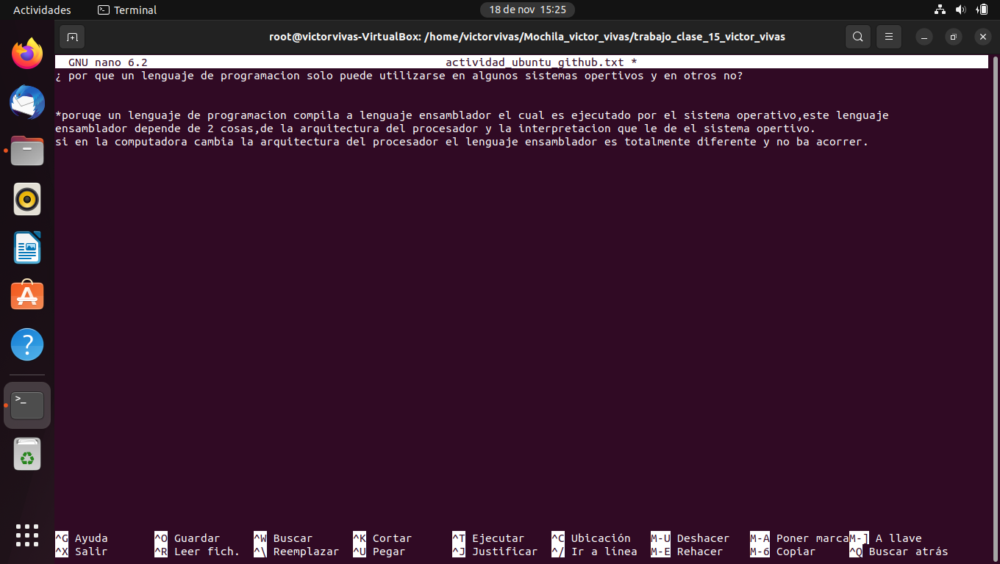 Actividades Terminal 18 de nov 15:25
root@victorvivas-VirtualBox: /home/victorvivas/Mochila_victor_vivas/trabajo_clase_15_victor_vivas
GNU nano 6.2 actividad_ubuntu_github.txt *
¿ por que un lenguaje de programacion solo puede utilizarse en algunos sistemas opertivos y en otros no?
*poruqe un lenguaje de programacion compila a lenguaje ensamblador el cual es ejecutado por el sistema operativo,este lenguaje
ensamblador depende de 2 cosas,de la arquitectura del procesador y la interpretacion que le de el sistema opertivo.
si en la computadora cambia la arquitectura del procesador el lenguaje ensamblador es totalmente diferente y no ba acorrer.
^G Ayuda ^O Guardar ^W Buscar ^K Cortar ^T Ejecutar ^C Ubicación M-U Deshacer M-A Poner marca M-] A llave
^X Salir ^R Leer fich. ^\ Reemplazar ^U Pegar ^J Justificar ^/ Ir a línea M-E Rehacer M-6 Copiar ^Q Buscar atrás